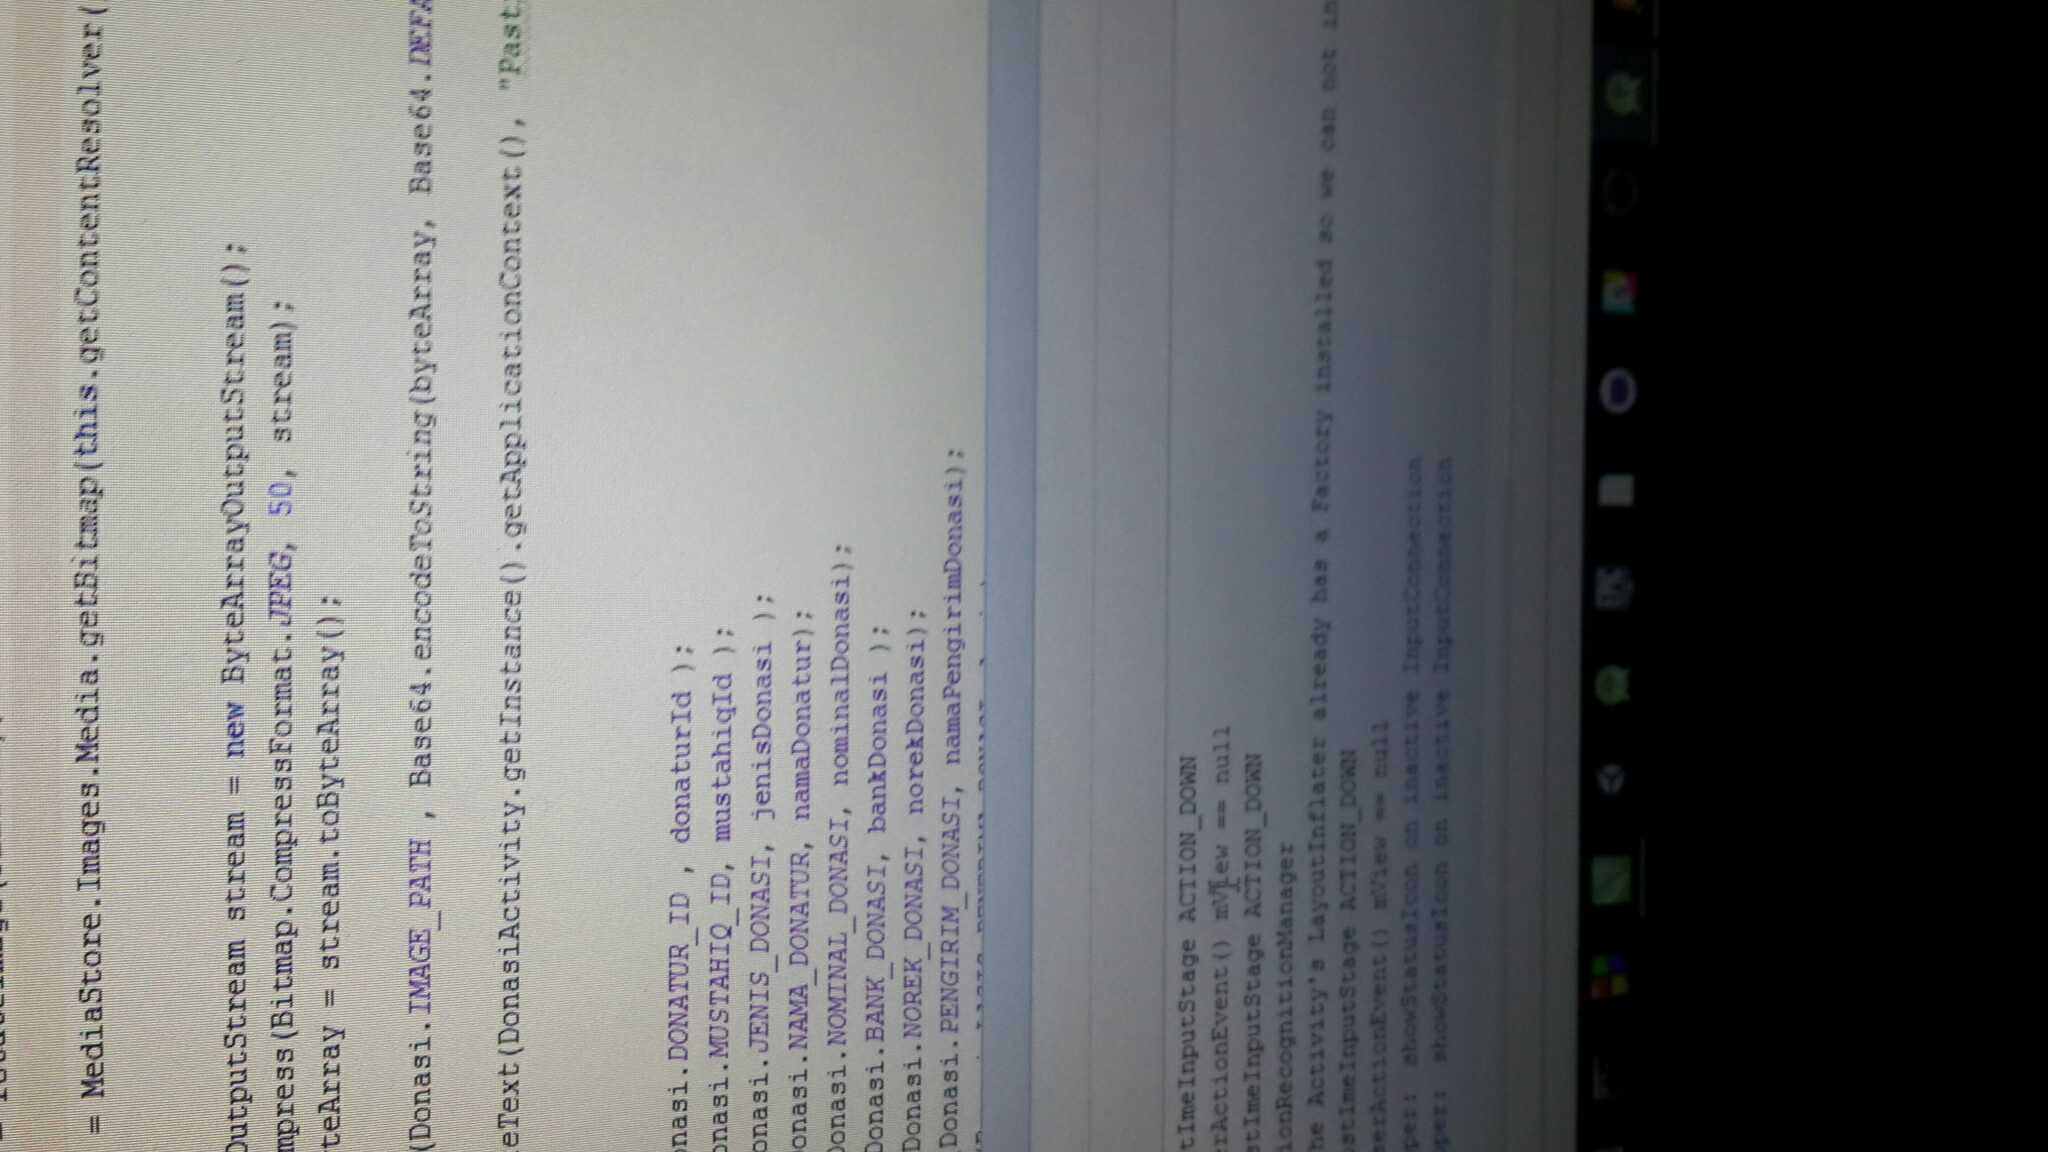 = MediaStore.Images.Media.getBitmap(this.getContentResolver(
OutputStream stream = new ByteArrayOutputStream();
mpress(Bitmap.CompressFormat.JPEG, 50, stream);
teArray = stream.toByteArray();
(Donasi.IMAGE_PATH , Base64.encodeToString(byteArray, Base64.DEFA
eText(DonasiActivity.getInstance().getApplicationContext(), "Past
onasi.DONATUR_ID , donaturId );
onasi.MUSTAHIQ_ID, mustahiqId );
onasi.JENIS_DONASI, jenisDonasi );
onasi.NAMA_DONATUR, namaDonatur);
Donasi.NOMINAL_DONASI, nominalDonasi);
Donasi.BANK_DONASI, bankDonasi );
Donasi.NOREK_DONASI, norekDonasi);
Donasi.PENGIRIM_DONASI, namaPengirimDonasi);
tImeInputStage ACTION_DOWN
erActionEvent() mView == null
stImeInputStage ACTION_DOWN
ionRecognitionManager
he Activity's LayoutInflater already has a Factory installed so we can not in
ostImeInputStage ACTION_DOWN
serActionEvent() mView == null
per: showStatusIcon on inactive InputConnection
pper: showStatusIcon on inactive InputConnection